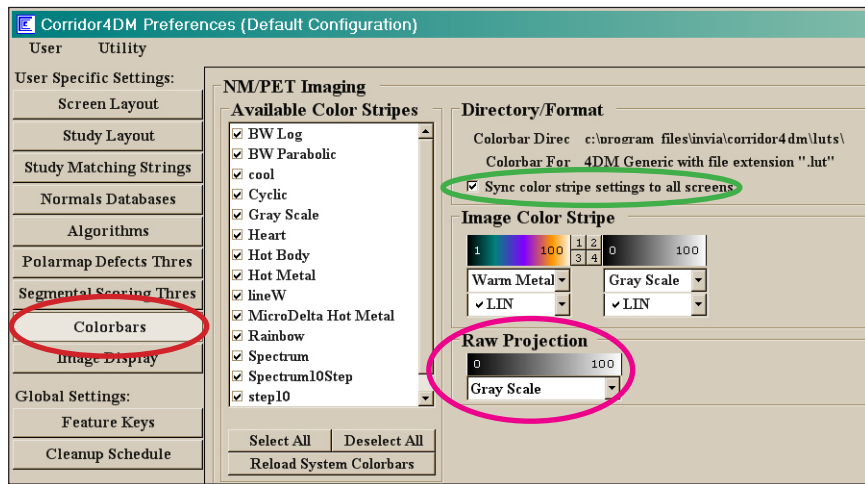 Corridor4DM Preferences (Default Configuration)
User Utility
User Specific Settings:
Screen Layout
Study Layout
Study Matching Strings
Normals Databases
Algorithms
Polarmap Defects Thres
Segmental Scoring Thres
Colorbars
Image Display
Global Settings:
Feature Keys
Cleanup Schedule
NM/PET Imaging
Available Color Stripes
BW Log
BW Parabolic
cool
Cyclic
Gray Scale
Heart
Hot Body
Hot Metal
lineW
MicroDelta Hot Metal
Rainbow
Spectrum
Spectrum10Step
step10
Select All Deselect All
Reload System Colorbars
Directory/Format
Colorbar Direc c:\program files\invia\corridor4dm\luts\
Colorbar For 4DM Generic with file extension ".lut"
Sync color stripe settings to all screens
Image Color Stripe
1 100 1 2 0 100
3 4
Warm Metal Gray Scale
LIN LIN
Raw Projection
0 100
Gray Scale